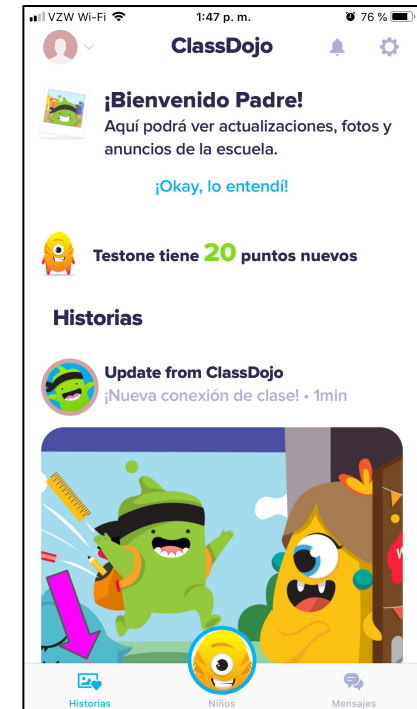 VZW Wi-Fi 1:47 p. m. 76 %
ClassDojo
¡Bienvenido Padre!
Aquí podrá ver actualizaciones, fotos y
anuncios de la escuela.
¡Okay, lo entendí!
Testone tiene 20 puntos nuevos
Historias
Update from ClassDojo
¡Nueva conexión de clase! • 1min
Historias Niños Mensajes